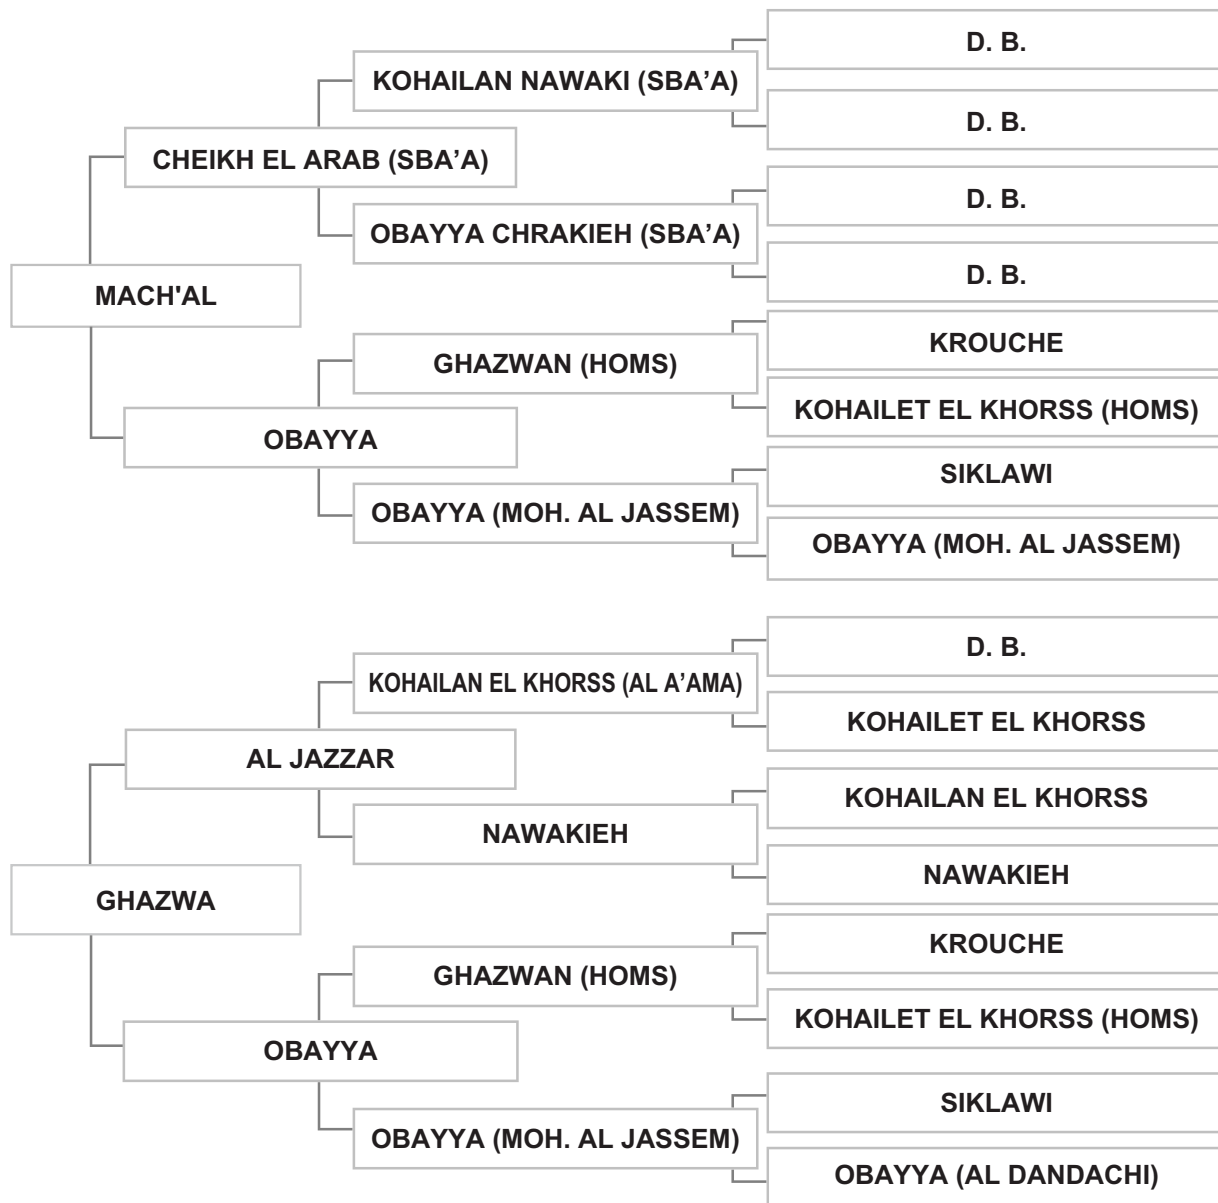 D. B.
KOHAILAN NAWAKI (SBA’A)
D. B.
CHEIKH EL ARAB (SBA’A)
D. B.
OBAYYA CHRAKIEH (SBA’A)
D. B.
MACH'AL
KROUCHE
GHAZWAN (HOMS)
KOHAILET EL KHORSS (HOMS)
OBAYYA
SIKLAWI
OBAYYA (MOH. AL JASSEM)
OBAYYA (MOH. AL JASSEM)
D. B.
KOHAILAN EL KHORSS (AL A’AMA)
KOHAILET EL KHORSS
AL JAZZAR
KOHAILAN EL KHORSS
NAWAKIEH
NAWAKIEH
GHAZWA
KROUCHE
GHAZWAN (HOMS)
KOHAILET EL KHORSS (HOMS)
OBAYYA
SIKLAWI
OBAYYA (MOH. AL JASSEM)
OBAYYA (AL DANDACHI)